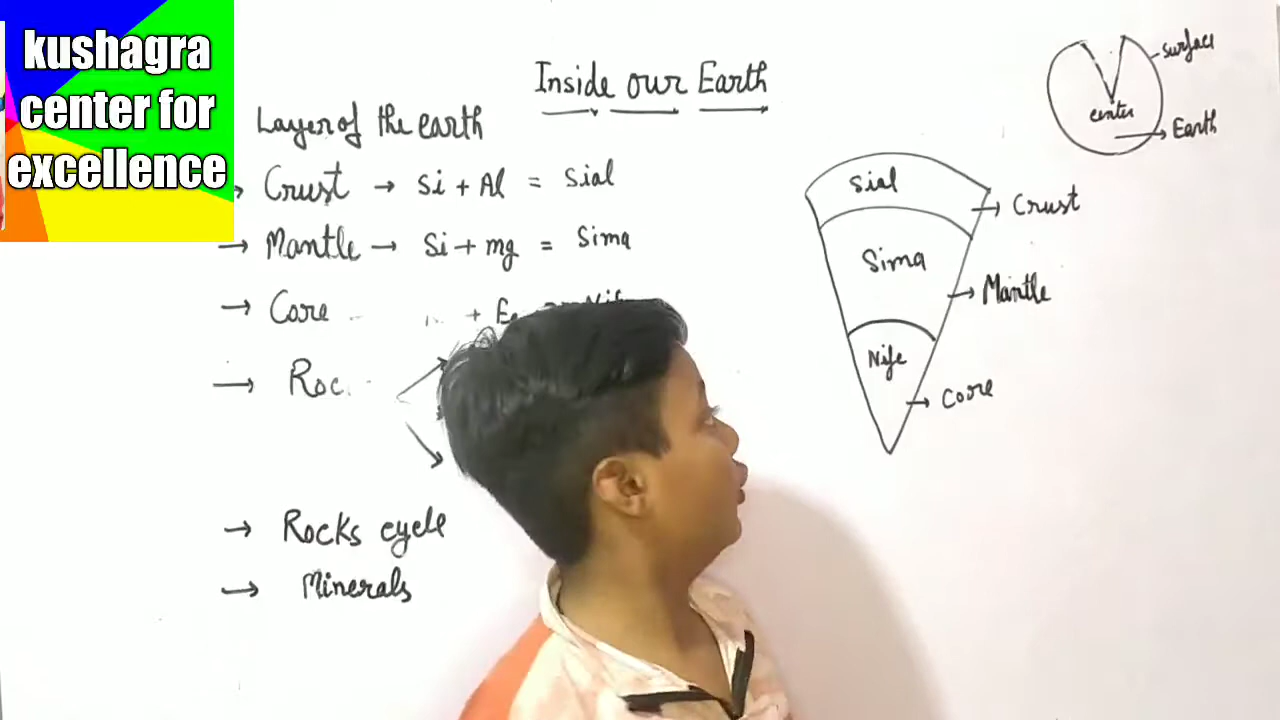 kushagra
center for
excellence
Inside our Earth
Layer of the earth
→ Crust → Si + Al = Sial
→ Mantle → Si + mg = Sima
→ Core + = Nife
→ Roc
→ Rocks cycle
→ Minerals
surface
center
Earth
Sial
Crust
Sima
Mantle
Nife
Core